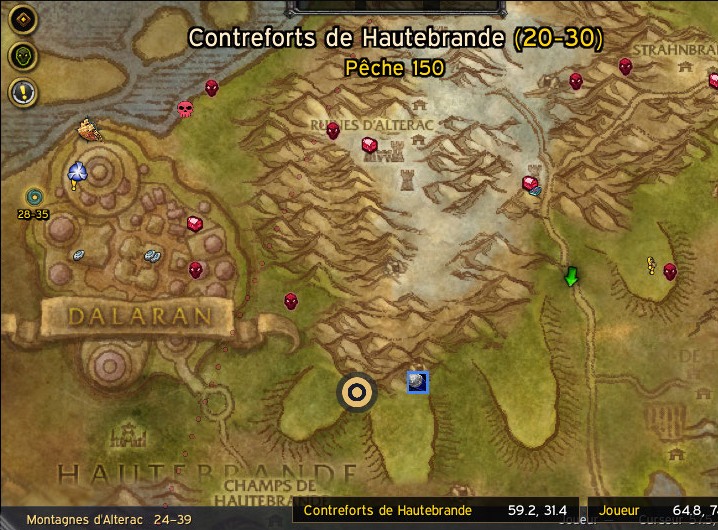 Contreforts de Hautebrande (20-30)
Pêche 150
STRAHNBRA
RUINES D'ALTERAC
28-35
DALARAN
HAUTEBRANDE
CHAMPS DE
HAUTEBRANDE
Montagnes d'Alterac 24-39
Contreforts de Hautebrande 59.2, 31.4
Joueur 64.8, 7